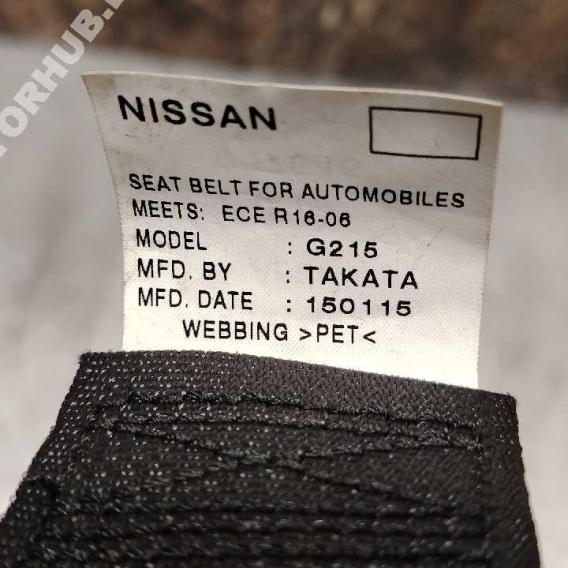 NISSAN
SEAT BELT FOR AUTOMOBILES
MEETS: ECE R16-06
MODEL : G215
MFD. BY : TAKATA
MFD. DATE : 150115
WEBBING >PET<